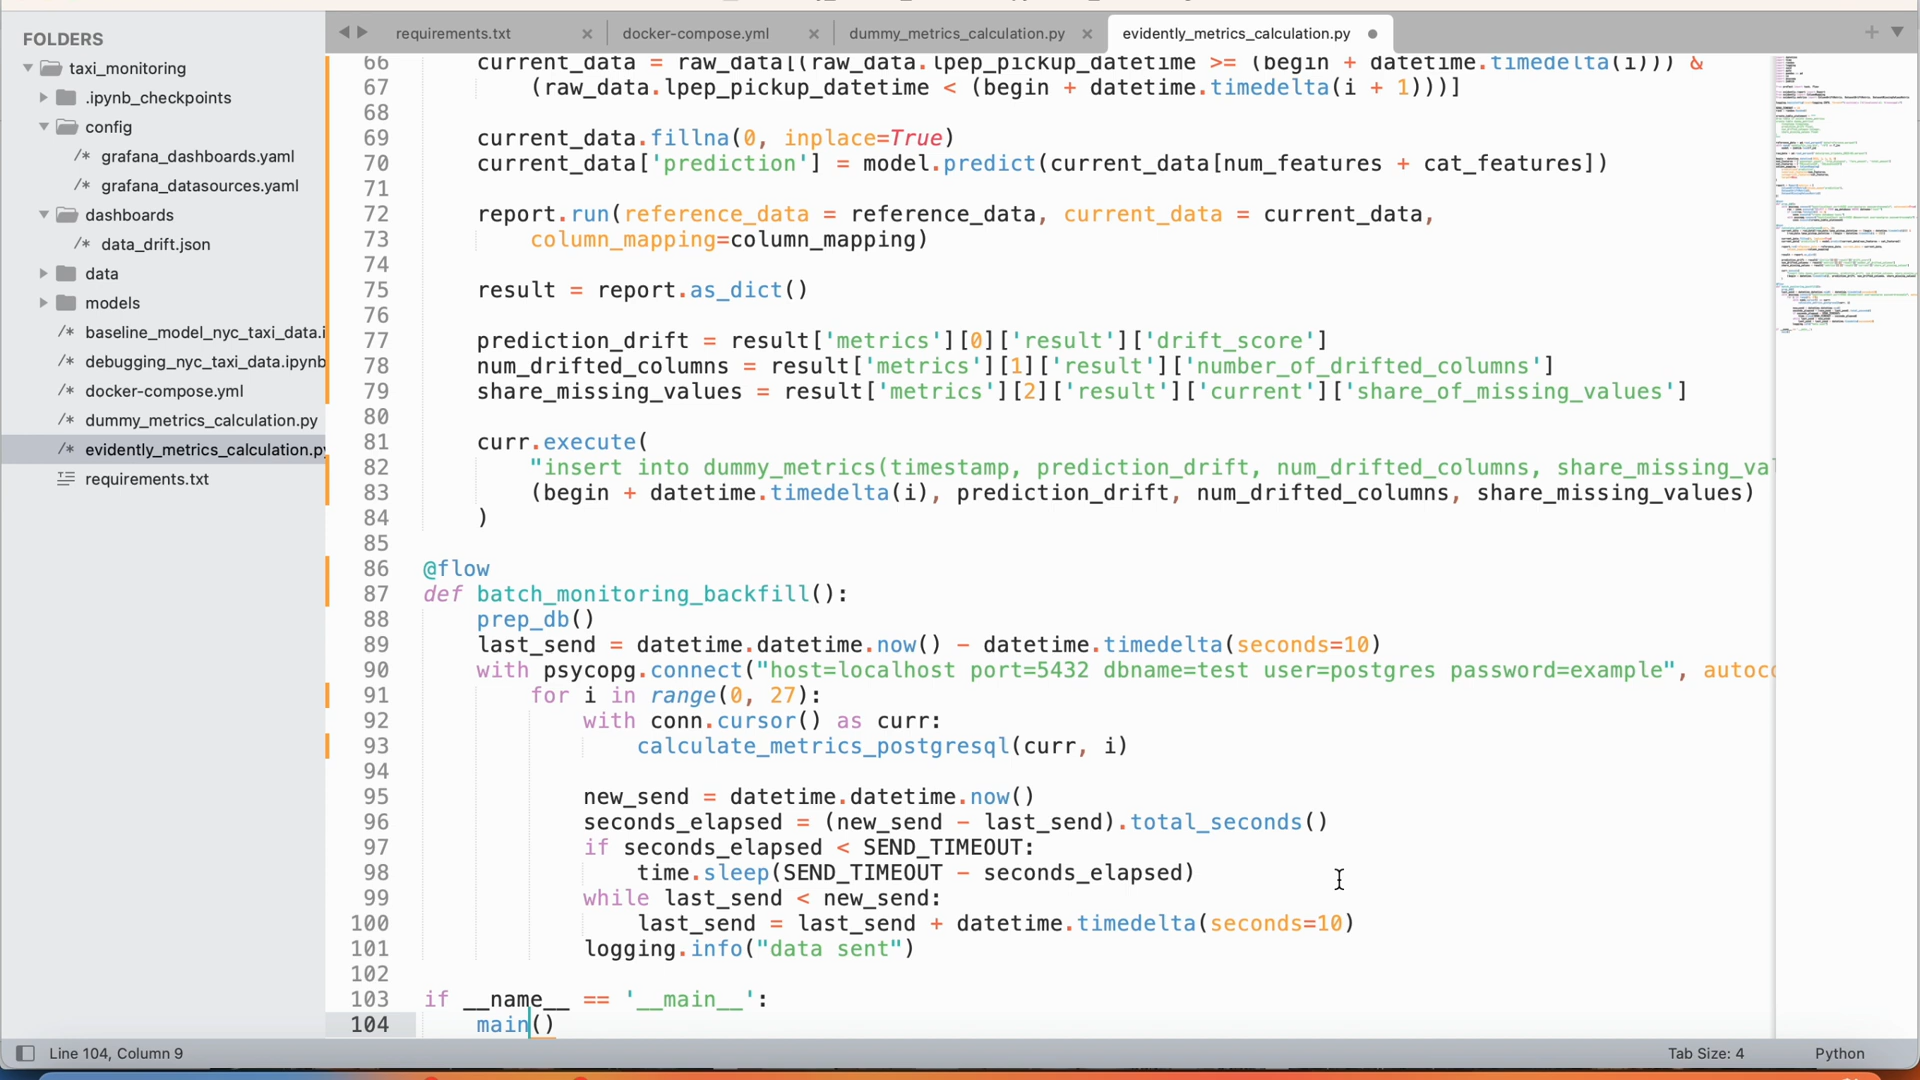 FOLDERS
taxi_monitoring
.ipynb_checkpoints
config
grafana_dashboards.yaml
grafana_datasources.yaml
dashboards
data_drift.json
data
models
baseline_model_nyc_taxi_data.i
debugging_nyc_taxi_data.ipynb
docker-compose.yml
dummy_metrics_calculation.py
evidently_metrics_calculation.py
requirements.txt
requirements.txt × docker-compose.yml × dummy_metrics_calculation.py × evidently_metrics_calculation.py
66 current_data = raw_data[(raw_data.lpep_pickup_datetime >= (begin + datetime.timedelta(i))) &
67 (raw_data.lpep_pickup_datetime < (begin + datetime.timedelta(i + 1)))]
68
69 current_data.fillna(0, inplace=True)
70 current_data['prediction'] = model.predict(current_data[num_features + cat_features])
71
72 report.run(reference_data = reference_data, current_data = current_data,
73 column_mapping=column_mapping)
74
75 result = report.as_dict()
76
77 prediction_drift = result['metrics'][0]['result']['drift_score']
78 num_drifted_columns = result['metrics'][1]['result']['number_of_drifted_columns']
79 share_missing_values = result['metrics'][2]['result']['current']['share_of_missing_values']
80
81 curr.execute(
82 "insert into dummy_metrics(timestamp, prediction_drift, num_drifted_columns, share_missing_val
83 (begin + datetime.timedelta(i), prediction_drift, num_drifted_columns, share_missing_values)
84 )
85
86 @flow
87 def batch_monitoring_backfill():
88 prep_db()
89 last_send = datetime.datetime.now() - datetime.timedelta(seconds=10)
90 with psycopg.connect("host=localhost port=5432 dbname=test user=postgres password=example", autoco
91 for i in range(0, 27):
92 with conn.cursor() as curr:
93 calculate_metrics_postgresql(curr, i)
94
95 new_send = datetime.datetime.now()
96 seconds_elapsed = (new_send - last_send).total_seconds()
97 if seconds_elapsed < SEND_TIMEOUT:
98 time.sleep(SEND_TIMEOUT - seconds_elapsed)
99 while last_send < new_send:
100 last_send = last_send + datetime.timedelta(seconds=10)
101 logging.info("data sent")
102
103 if __name__ == '__main__':
104 main()
Line 104, Column 9
Tab Size: 4
Python